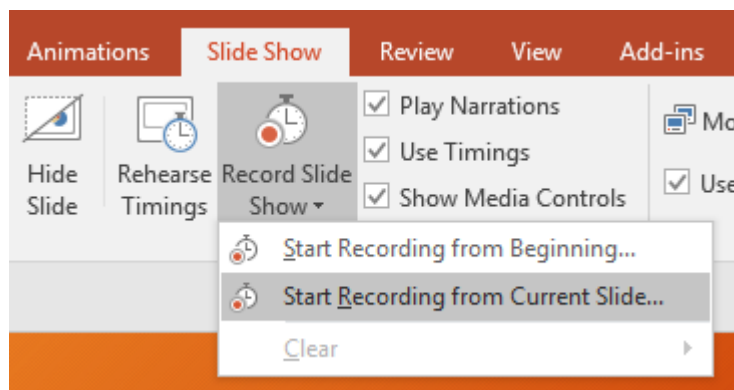 Animations Slide Show Review View Add-ins
Hide Slide
Rehearse Timings
Record Slide Show
Play Narrations
Use Timings
Show Media Controls
Use
Start Recording from Beginning...
Start Recording from Current Slide...
Clear